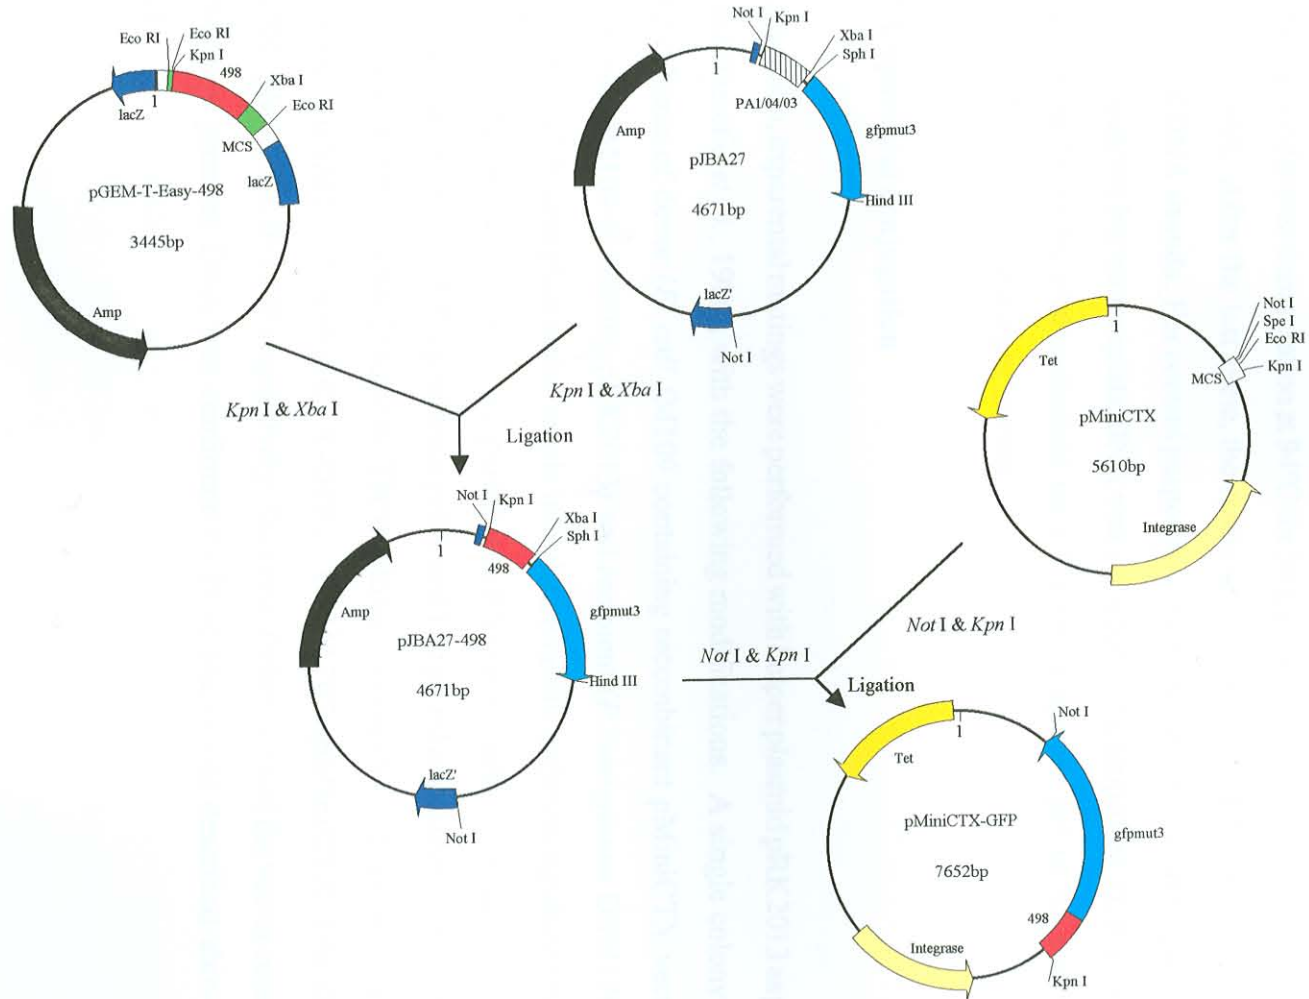 Eco RI
Eco RI
Kpn I
498
Xba I
Eco RI
lacZ
1
MCS
lacZ
pGEM-T-Easy-498
3445bp
Amp
Not I
Kpn I
Xba I
Sph I
1
PA1/04/03
Amp
gfpmut3
pJBA27
4671bp
Hind III
lacZ'
Not I
Not I
Spe I
Eco RI
Kpn I
1
Tet
MCS
pMiniCTX
5610bp
Integrase
Kpn I & Xba I
Kpn I & Xba I
Ligation
Not I
Kpn I
Xba I
Sph I
1
498
Amp
gfpmut3
pJBA27-498
4671bp
Hind III
lacZ'
Not I
Not I & Kpn I
Not I & Kpn I
Ligation
Not I
1
Tet
pMiniCTX-GFP
gfpmut3
7652bp
498
Integrase
Kpn I